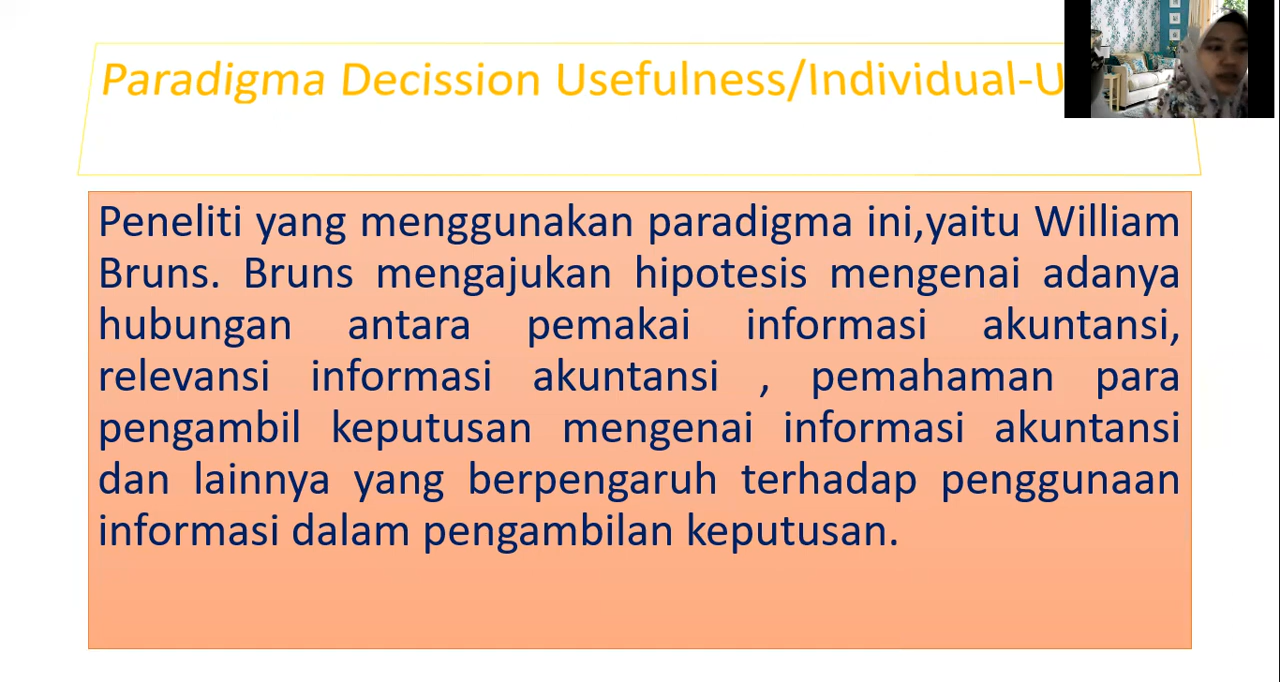 Paradigma Decission Usefulness/Individual-U
Peneliti yang menggunakan paradigma ini,yaitu William
Bruns. Bruns mengajukan hipotesis mengenai adanya
hubungan antara pemakai informasi akuntansi,
relevansi informasi akuntansi , pemahaman para
pengambil keputusan mengenai informasi akuntansi
dan lainnya yang berpengaruh terhadap penggunaan
informasi dalam pengambilan keputusan.